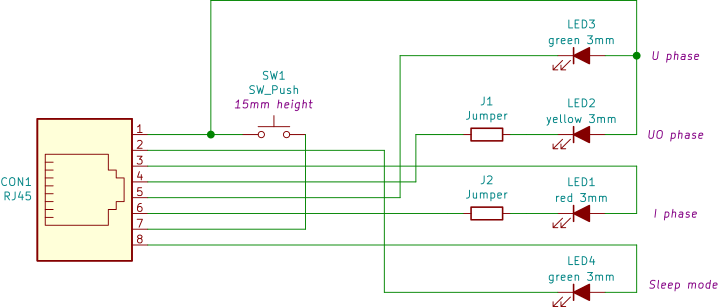 LED3
green 3mm
U phase
SW1
SW_Push
15mm height
J1
Jumper
LED2
yellow 3mm
UO phase
1
2
3
4
5
6
7
8
CON1
RJ45
J2
Jumper
LED1
red 3mm
I phase
LED4
green 3mm
Sleep mode